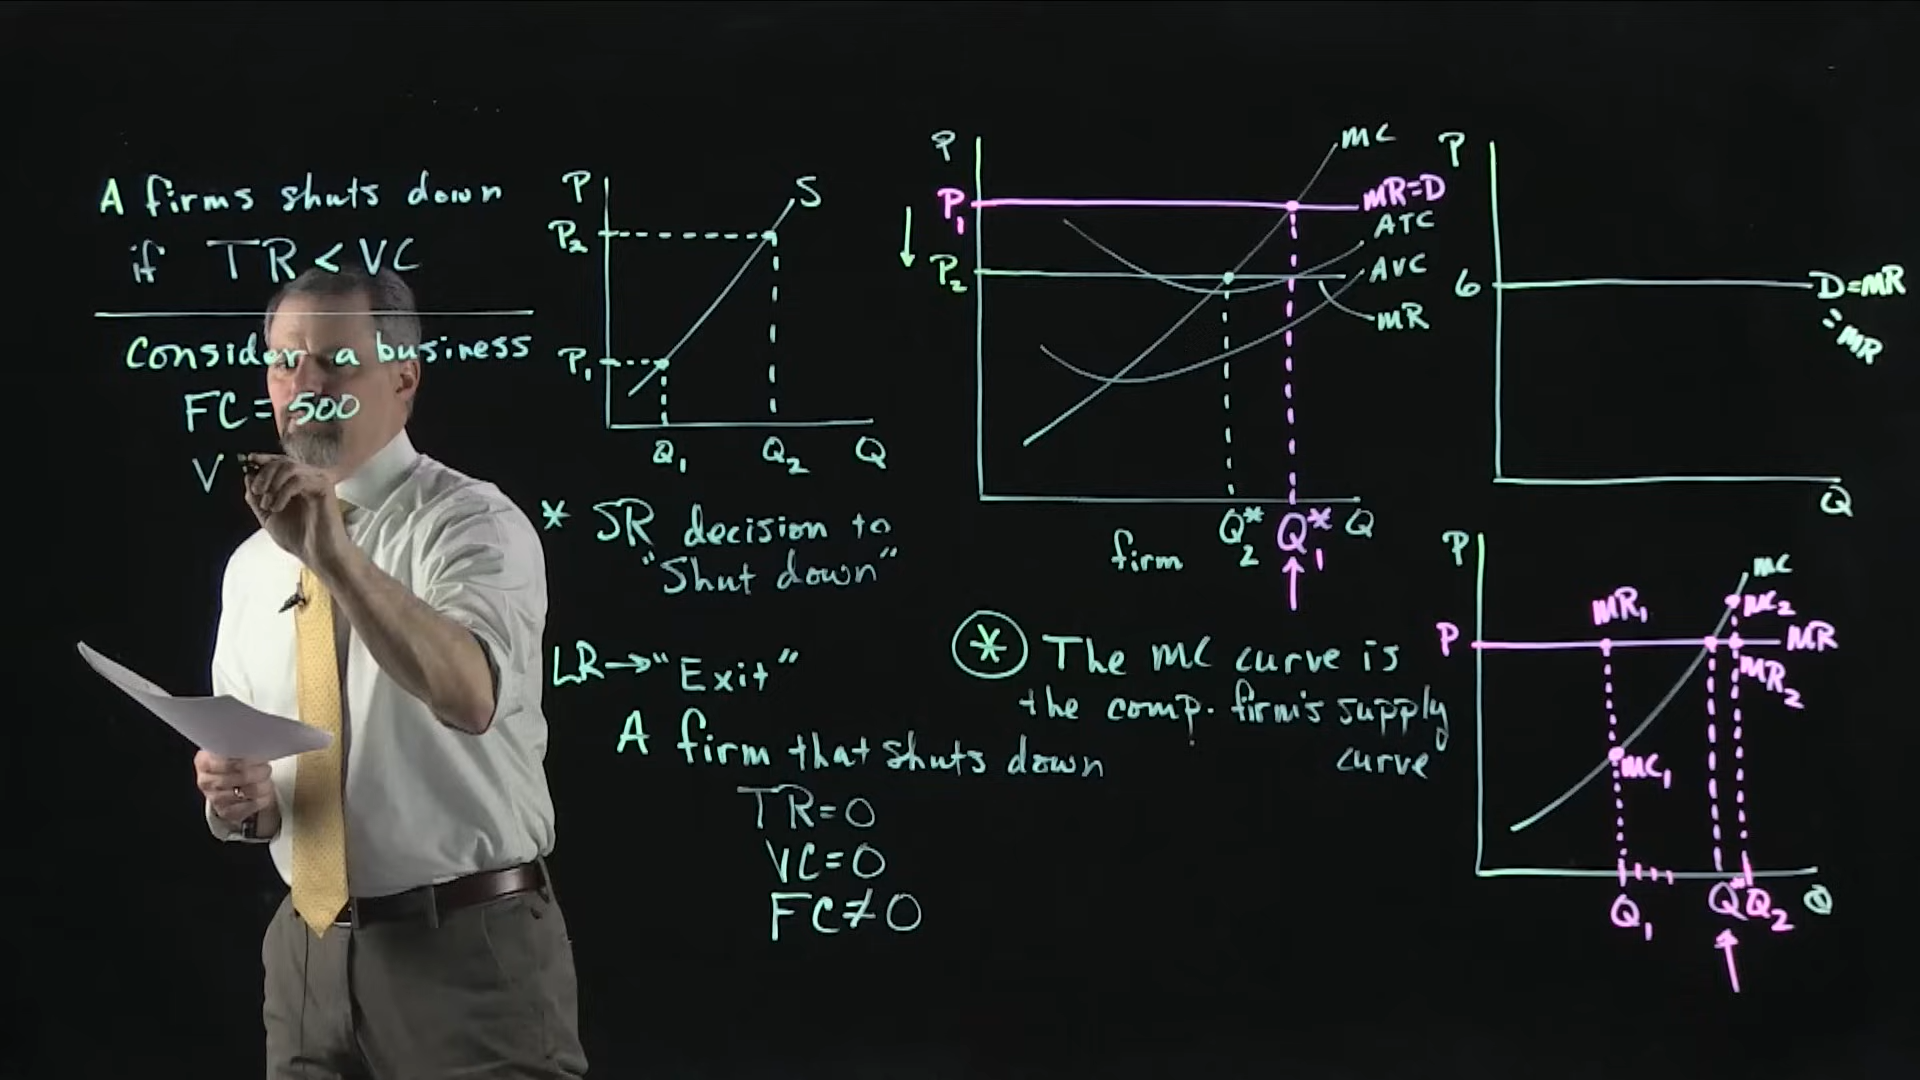 A firms shuts down
if TR < VC
Consider a business
FC = 500
V
P
S
P2
P1
Q1
Q2
Q
* SR decision to
"Shut down"
LR→"Exit"
A firm that shuts down
TR=0
VC=0
FC≠0
P
MC
P1
MR=D
ATC
P2
AVC
MR
firm
Q*2
Q*1
Q
* The MC curve is
the comp. firm's supply
curve
P
6
D=MR
=MR
Q
P
MC
MR1
MC2
P
MR
MR2
MC1
Q1
Q*
Q2
Q